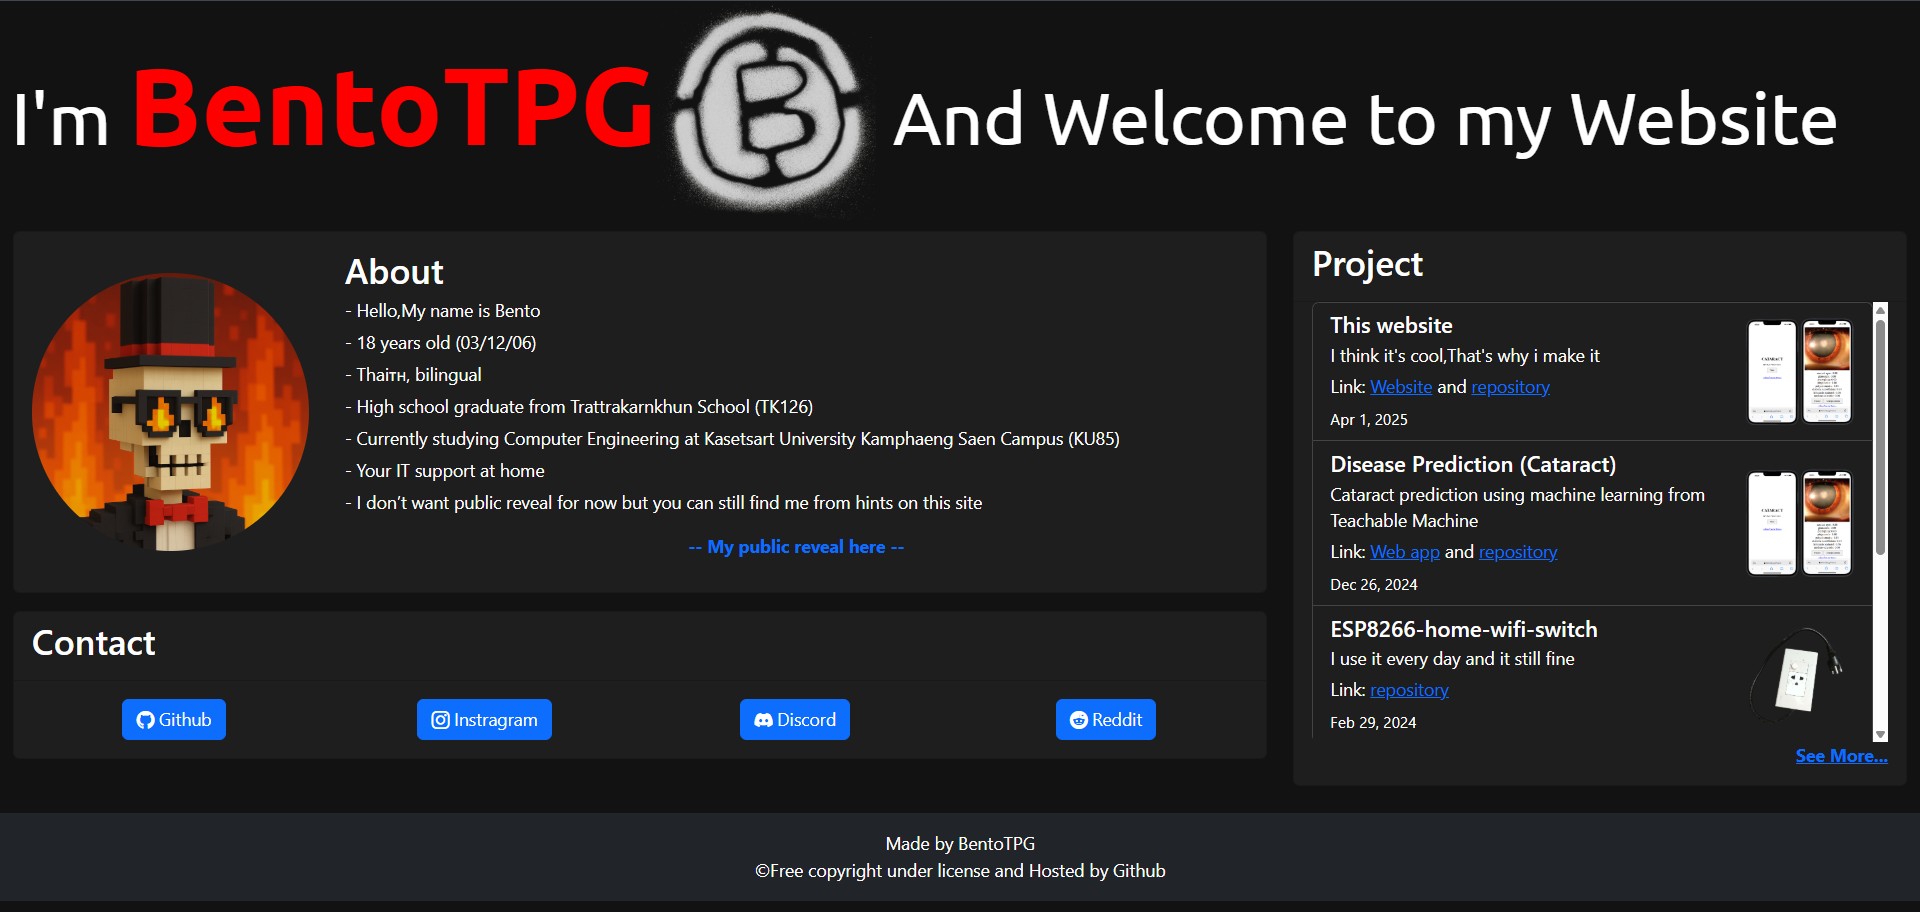 I'm BentoTPG B And Welcome to my Website
About
- Hello,My name is Bento
- 18 years old (03/12/06)
- Thaiᴛʜ, bilingual
- High school graduate from Trattrakarnkhun School (TK126)
- Currently studying Computer Engineering at Kasetsart University Kamphaeng Saen Campus (KU85)
- Your IT support at home
- I don’t want public reveal for now but you can still find me from hints on this site
-- My public reveal here --
Contact
Github
Instragram
Discord
Reddit
Project
This website
I think it's cool,That's why i make it
Link: Website and repository
Apr 1, 2025
CATARACT
Disease Prediction (Cataract)
Cataract prediction using machine learning from
Teachable Machine
Link: Web app and repository
Dec 26, 2024
CATARACT
ESP8266-home-wifi-switch
I use it every day and it still fine
Link: repository
Feb 29, 2024
See More...
Made by BentoTPG
©Free copyright under license and Hosted by Github